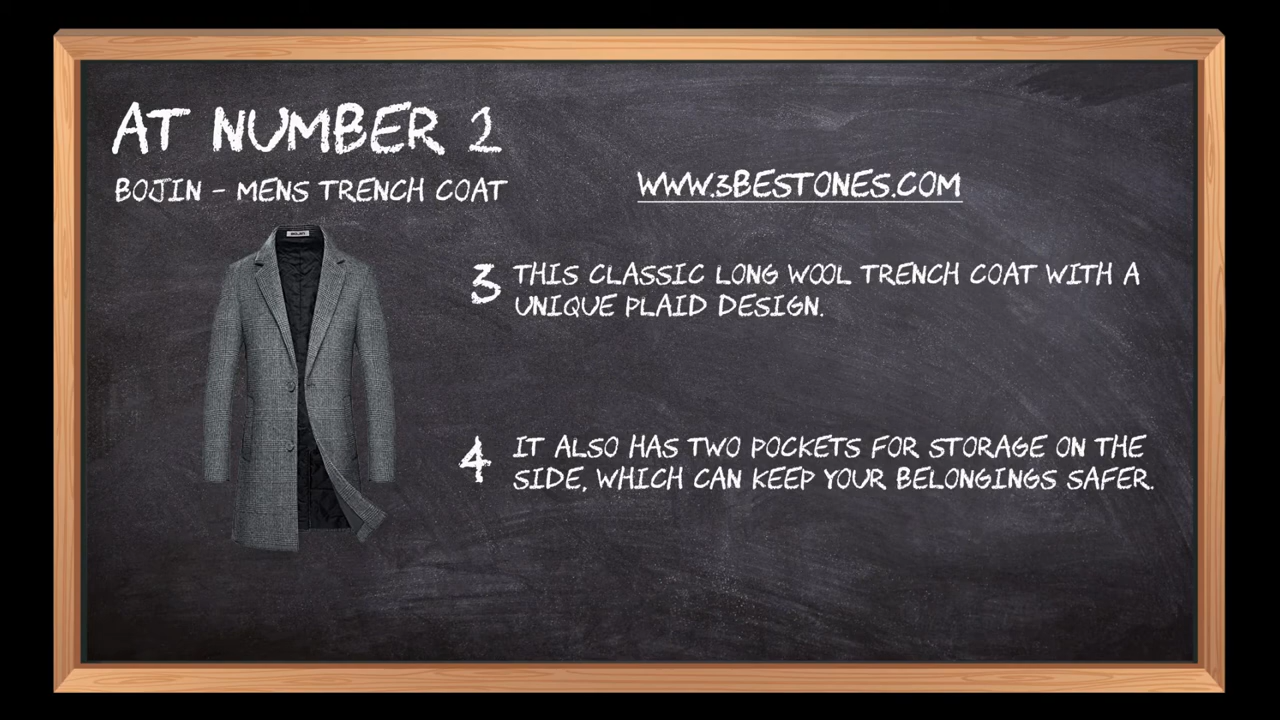 AT NUMBER 2
BOJIN - MENS TRENCH COAT
WWW.3BESTONES.COM
3 THIS CLASSIC LONG WOOL TRENCH COAT WITH A
UNIQUE PLAID DESIGN.
4 IT ALSO HAS TWO POCKETS FOR STORAGE ON THE
SIDE, WHICH CAN KEEP YOUR BELONGINGS SAFER.